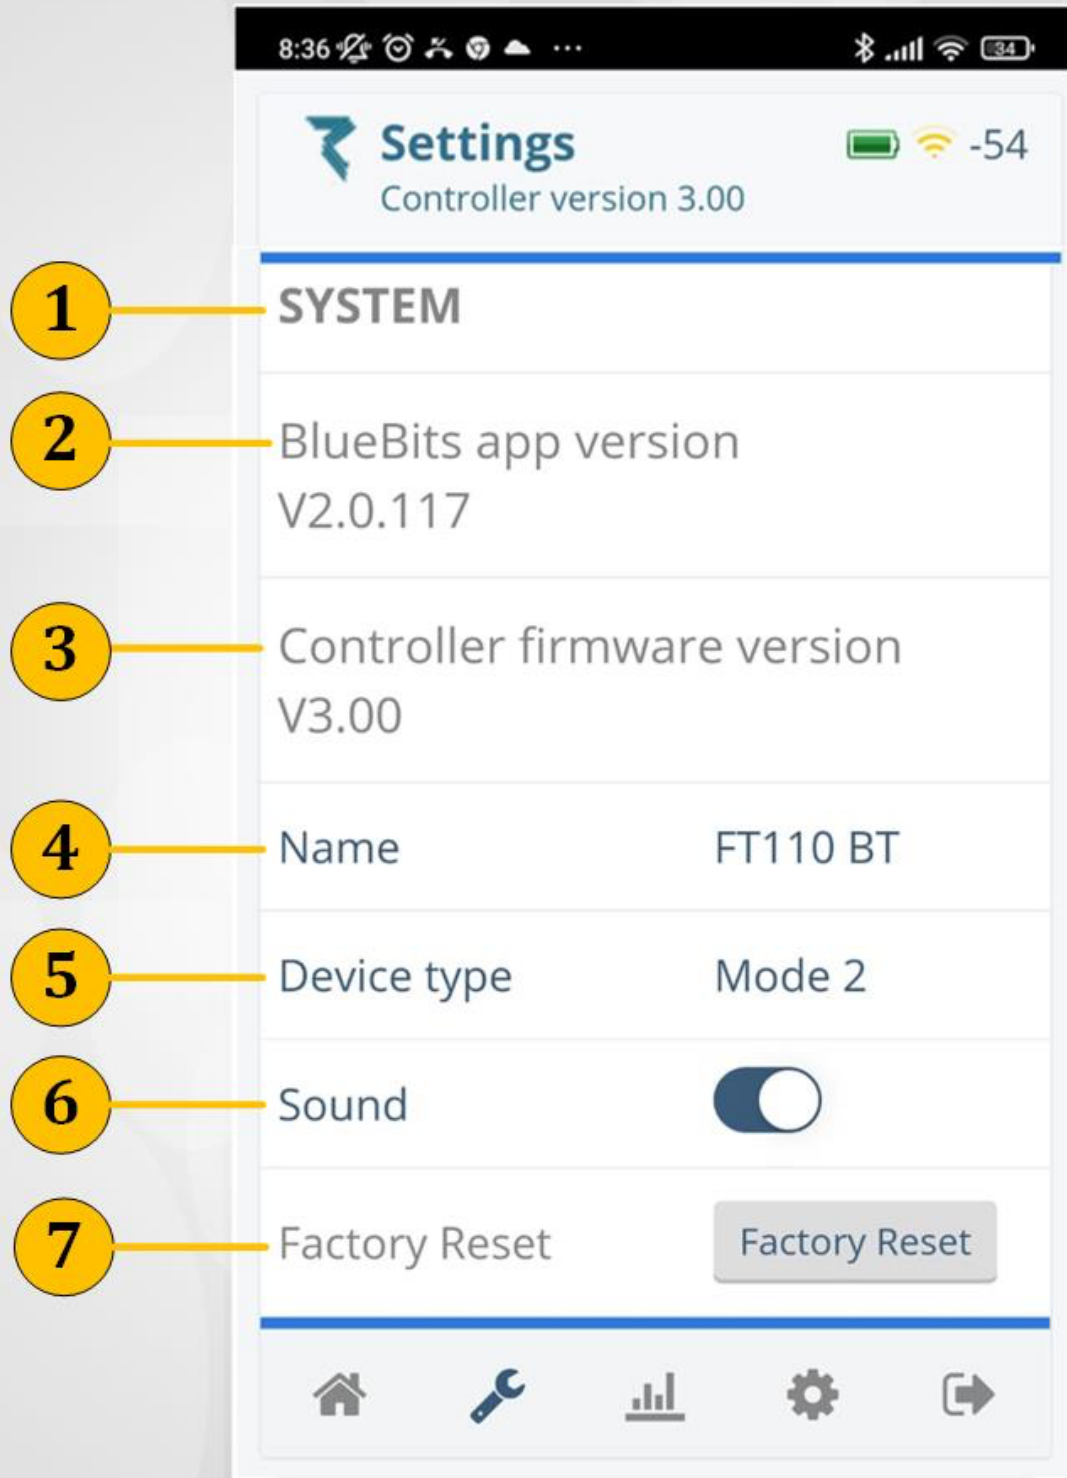 8:36 ... 34
Settings -54
Controller version 3.00
1 SYSTEM
2 BlueBits app version
V2.0.117
3 Controller firmware version
V3.00
4 Name FT110 BT
5 Device type Mode 2
6 Sound
7 Factory Reset Factory Reset